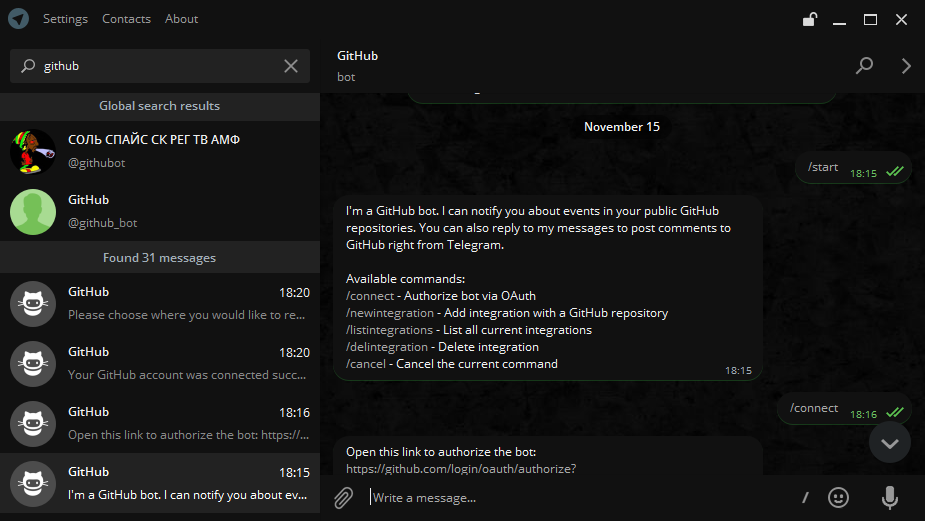 Settings Contacts About
github
Global search results
СОЛЬ СПАЙС СК РЕГ ТВ АМФ
@githubot
GitHub
@github_bot
Found 31 messages
GitHub 18:20
Please choose where you would like to re...
GitHub 18:20
Your GitHub account was connected succ...
GitHub 18:16
Open this link to authorize the bot: https://...
GitHub 18:15
I'm a GitHub bot. I can notify you about ev...
GitHub
bot
November 15
/start 18:15
I'm a GitHub bot. I can notify you about events in your public GitHub
repositories. You can also reply to my messages to post comments to
GitHub right from Telegram.
Available commands:
/connect - Authorize bot via OAuth
/newintegration - Add integration with a GitHub repository
/listintegrations - List all current integrations
/delintegration - Delete integration
/cancel - Cancel the current command
18:15
/connect 18:16
Open this link to authorize the bot:
https://github.com/login/oauth/authorize?
Write a message...
/